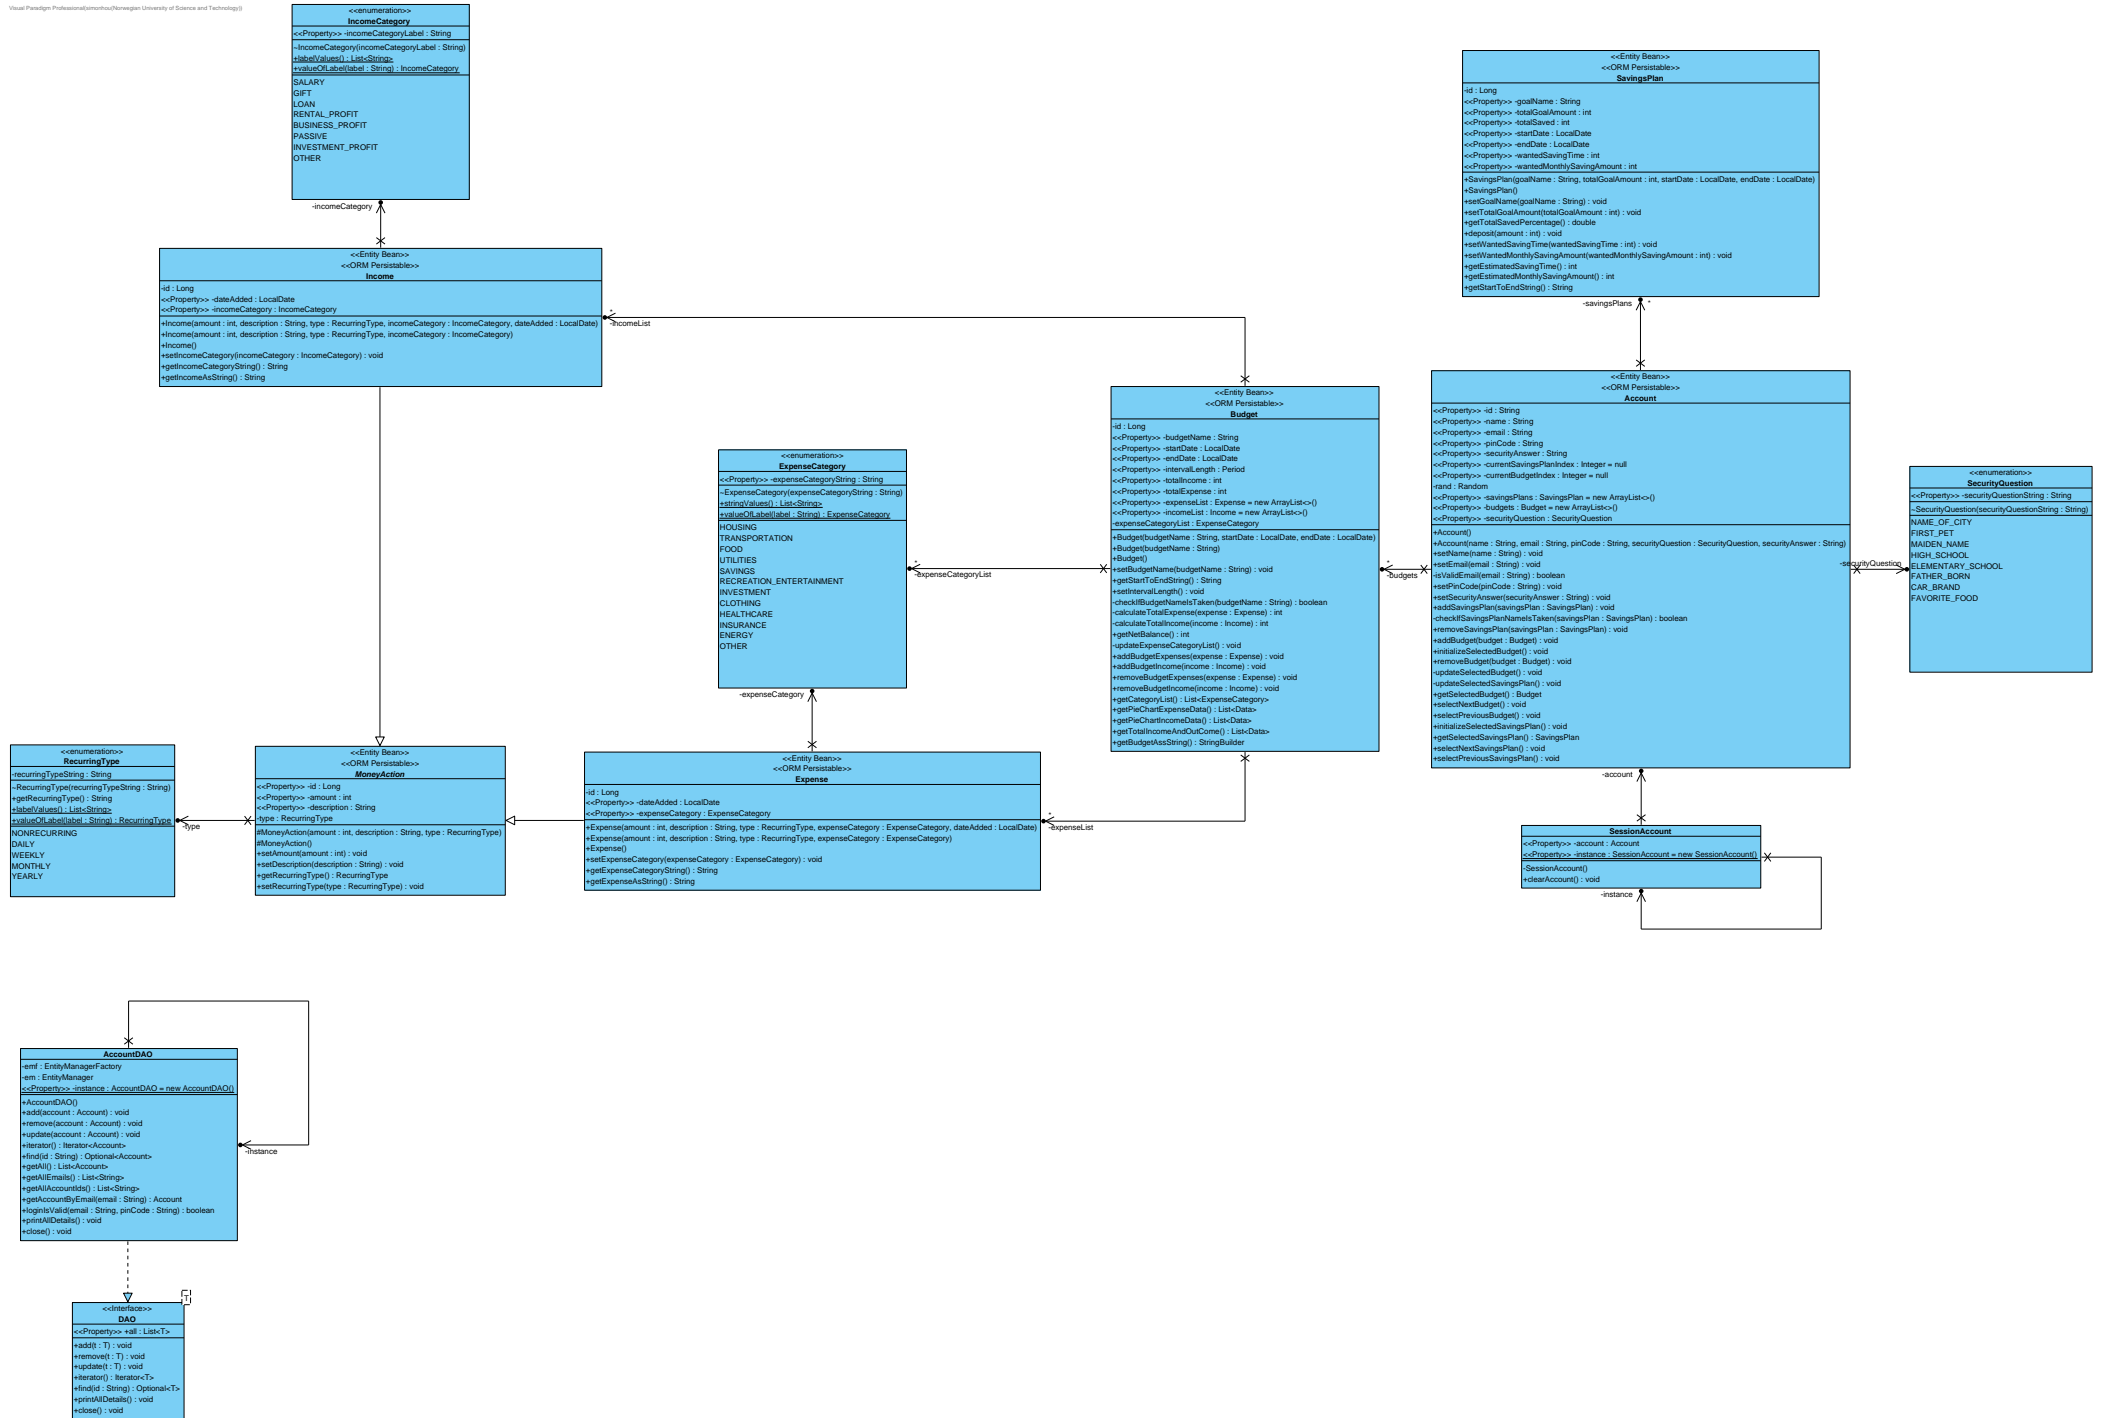 Visual Paradigm Professional(simonhou(Norwegian University of Science and Technology))
<<enumeration>>
IncomeCategory
<<Property>> -incomeCategoryLabel : String
~IncomeCategory(incomeCategoryLabel : String)
+labelValues() : List<String>
+valueOfLabel(label : String) : IncomeCategory
SALARY
GIFT
LOAN
RENTAL_PROFIT
BUSINESS_PROFIT
PASSIVE
INVESTMENT_PROFIT
OTHER
-incomeCategory
<<Entity Bean>>
<<ORM Persistable>>
SavingsPlan
-id : Long
<<Property>> -goalName : String
<<Property>> -totalGoalAmount : int
<<Property>> -totalSaved : int
<<Property>> -startDate : LocalDate
<<Property>> -endDate : LocalDate
<<Property>> -wantedSavingTime : int
<<Property>> -wantedMonthlySavingAmount : int
+SavingsPlan(goalName : String, totalGoalAmount : int, startDate : LocalDate, endDate : LocalDate)
+SavingsPlan()
+setGoalName(goalName : String) : void
+setTotalGoalAmount(totalGoalAmount : int) : void
+getTotalSavedPercentage() : double
+deposit(amount : int) : void
+setWantedSavingTime(wantedSavingTime : int) : void
+setWantedMonthlySavingAmount(wantedMonthlySavingAmount : int) : void
+getEstimatedSavingTime() : int
+getEstimatedMonthlySavingAmount() : int
+getStartToEndString() : String
-savingsPlans
*
<<Entity Bean>>
<<ORM Persistable>>
Income
-id : Long
<<Property>> -dateAdded : LocalDate
<<Property>> -incomeCategory : IncomeCategory
+Income(amount : int, description : String, type : RecurringType, incomeCategory : IncomeCategory, dateAdded : LocalDate)
+Income(amount : int, description : String, type : RecurringType, incomeCategory : IncomeCategory)
+Income()
+setIncomeCategory(incomeCategory : IncomeCategory) : void
+getIncomeCategoryString() : String
+getIncomeAsString() : String
*
-incomeList
<<Entity Bean>>
<<ORM Persistable>>
Budget
-id : Long
<<Property>> -budgetName : String
<<Property>> -startDate : LocalDate
<<Property>> -endDate : LocalDate
<<Property>> -intervalLength : Period
<<Property>> -totalIncome : int
<<Property>> -totalExpense : int
<<Property>> -expenseList : Expense = new ArrayList<>()
<<Property>> -incomeList : Income = new ArrayList<>()
-expenseCategoryList : ExpenseCategory
+Budget(budgetName : String, startDate : LocalDate, endDate : LocalDate)
+Budget(budgetName : String)
+Budget()
+setBudgetName(budgetName : String) : void
+getStartToEndString() : String
+setIntervalLength() : void
-checkIfBudgetNameIsTaken(budgetName : String) : boolean
-calculateTotalExpense(expense : Expense) : int
-calculateTotalIncome(income : Income) : int
+getNetBalance() : int
-updateExpenseCategoryList() : void
+addBudgetExpenses(expense : Expense) : void
+addBudgetIncome(income : Income) : void
+removeBudgetExpenses(expense : Expense) : void
+removeBudgetIncome(income : Income) : void
+getCategoryList() : List<ExpenseCategory>
+getPieChartExpenseData() : List<Data>
+getPieChartIncomeData() : List<Data>
+getTotalIncomeAndOutCome() : List<Data>
+getBudgetAssString() : StringBuilder
<<Entity Bean>>
<<ORM Persistable>>
Account
<<Property>> -id : String
<<Property>> -name : String
<<Property>> -email : String
<<Property>> -pinCode : String
<<Property>> -securityAnswer : String
<<Property>> -currentSavingsPlanIndex : Integer = null
<<Property>> -currentBudgetIndex : Integer = null
-rand : Random
<<Property>> -savingsPlans : SavingsPlan = new ArrayList<>()
<<Property>> -budgets : Budget = new ArrayList<>()
<<Property>> -securityQuestion : SecurityQuestion
+Account()
+Account(name : String, email : String, pinCode : String, securityQuestion : SecurityQuestion, securityAnswer : String)
+setName(name : String) : void
+setEmail(email : String) : void
-isValidEmail(email : String) : boolean
+setPinCode(pinCode : String) : void
+setSecurityAnswer(securityAnswer : String) : void
+addSavingsPlan(savingsPlan : SavingsPlan) : void
-checkIfSavingsPlanNameIsTaken(savingsPlan : SavingsPlan) : boolean
+removeSavingsPlan(savingsPlan : SavingsPlan) : void
+addBudget(budget : Budget) : void
+initializeSelectedBudget() : void
+removeBudget(budget : Budget) : void
-updateSelectedBudget() : void
-updateSelectedSavingsPlan() : void
+getSelectedBudget() : Budget
+selectNextBudget() : void
+selectPreviousBudget() : void
+initializeSelectedSavingsPlan() : void
+getSelectedSavingsPlan() : SavingsPlan
+selectNextSavingsPlan() : void
+selectPreviousSavingsPlan() : void
*
-budgets
-securityQuestion
<<enumeration>>
SecurityQuestion
<<Property>> -securityQuestionString : String
~SecurityQuestion(securityQuestionString : String)
NAME_OF_CITY
FIRST_PET
MAIDEN_NAME
HIGH_SCHOOL
ELEMENTARY_SCHOOL
FATHER_BORN
CAR_BRAND
FAVORITE_FOOD
<<enumeration>>
ExpenseCategory
<<Property>> -expenseCategoryString : String
~ExpenseCategory(expenseCategoryString : String)
+stringValues() : List<String>
+valueOfLabel(label : String) : ExpenseCategory
HOUSING
TRANSPORTATION
FOOD
UTILITIES
SAVINGS
RECREATION_ENTERTAINMENT
INVESTMENT
CLOTHING
HEALTHCARE
INSURANCE
ENERGY
OTHER
*
-expenseCategoryList
-expenseCategory
<<enumeration>>
RecurringType
-recurringTypeString : String
~RecurringType(recurringTypeString : String)
+getRecurringType() : String
+labelValues() : List<String>
+valueOfLabel(label : String) : RecurringType
NONRECURRING
DAILY
WEEKLY
MONTHLY
YEARLY
-type
<<Entity Bean>>
<<ORM Persistable>>
MoneyAction
<<Property>> -id : Long
<<Property>> -amount : int
<<Property>> -description : String
-type : RecurringType
#MoneyAction(amount : int, description : String, type : RecurringType)
#MoneyAction()
+setAmount(amount : int) : void
+setDescription(description : String) : void
+getRecurringType() : RecurringType
+setRecurringType(type : RecurringType) : void
<<Entity Bean>>
<<ORM Persistable>>
Expense
-id : Long
<<Property>> -dateAdded : LocalDate
<<Property>> -expenseCategory : ExpenseCategory
+Expense(amount : int, description : String, type : RecurringType, expenseCategory : ExpenseCategory, dateAdded : LocalDate)
+Expense(amount : int, description : String, type : RecurringType, expenseCategory : ExpenseCategory)
+Expense()
+setExpenseCategory(expenseCategory : ExpenseCategory) : void
+getExpenseCategoryString() : String
+getExpenseAsString() : String
*
-expenseList
-account
SessionAccount
<<Property>> -account : Account
<<Property>> -instance : SessionAccount = new SessionAccount()
-SessionAccount()
+clearAccount() : void
-instance
AccountDAO
-emf : EntityManagerFactory
-em : EntityManager
<<Property>> -instance : AccountDAO = new AccountDAO()
+AccountDAO()
+add(account : Account) : void
+remove(account : Account) : void
+update(account : Account) : void
+iterator() : Iterator<Account>
+find(id : String) : Optional<Account>
+getAll() : List<Account>
+getAllEmails() : List<String>
+getAllAccountIds() : List<String>
+getAccountByEmail(email : String) : Account
+loginIsValid(email : String, pinCode : String) : boolean
+printAllDetails() : void
+close() : void
-instance
T
<<Interface>>
DAO
<<Property>> +all : List<T>
+add(t : T) : void
+remove(t : T) : void
+update(t : T) : void
+iterator() : Iterator<T>
+find(id : String) : Optional<T>
+printAllDetails() : void
+close() : void